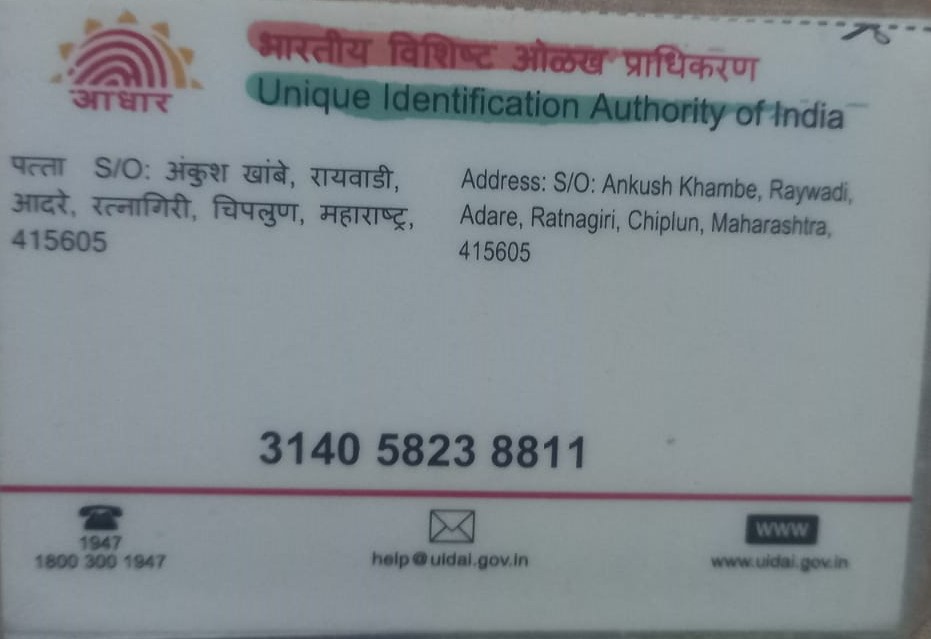 भारतीय विशिष्ट ओळख प्राधिकरण
Unique Identification Authority of India
आधार
पत्ता S/O: अंकुश खांबे, रायवाडी,
आदरे, रत्नागिरी, चिपलुण, महाराष्ट्र,
415605
Address: S/O: Ankush Khambe, Raywadi,
Adare, Ratnagiri, Chiplun, Maharashtra,
415605
3140 5823 8811
1947
1800 300 1947
help@uidai.gov.in
www
www.uidai.gov.in